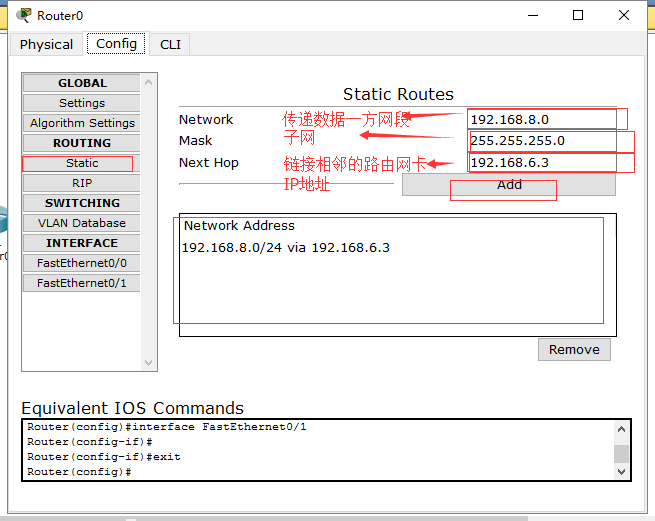 Router0
Physical Config CLI
GLOBAL
Settings
Algorithm Settings
ROUTING
Static
RIP
SWITCHING
VLAN Database
INTERFACE
FastEthernet0/0
FastEthernet0/1
Static Routes
Network 传递数据一方网段 192.168.8.0
Mask 子网 255.255.255.0
Next Hop 链接相邻的路由网卡 192.168.6.3
IP地址
Add
Network Address
192.168.8.0/24 via 192.168.6.3
Remove
Equivalent IOS Commands
Router(config)#interface FastEthernet0/1
Router(config-if)#
Router(config-if)#exit
Router(config)#